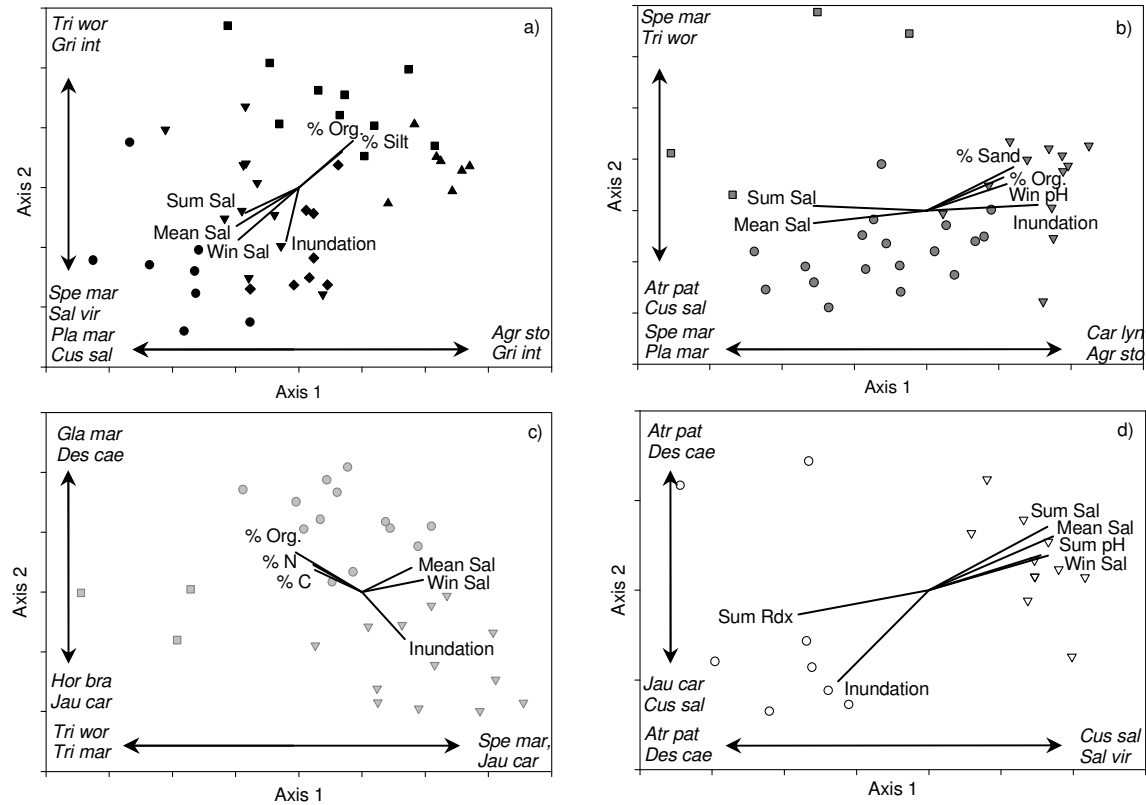 a)
Tri wor
Gri int
% Org.
% Silt
Sum Sal
Mean Sal
Win Sal
Inundation
Spe mar
Sal vir
Pla mar
Cus sal
Agr sto
Gri int
Axis 2
Axis 1
b)
Spe mar
Tri wor
% Sand
% Org.
Win pH
Inundation
Sum Sal
Mean Sal
Atr pat
Cus sal
Spe mar
Pla mar
Car lyn
Agr sto
Axis 2
Axis 1
c)
Gla mar
Des cae
% Org.
% N
% C
Mean Sal
Win Sal
Inundation
Hor bra
Jau car
Tri wor
Tri mar
Spe mar,
Jau car
Axis 2
Axis 1
d)
Atr pat
Des cae
Sum Sal
Mean Sal
Sum pH
Win Sal
Sum Rdx
Inundation
Jau car
Cus sal
Atr pat
Des cae
Cus sal
Sal vir
Axis 2
Axis 1